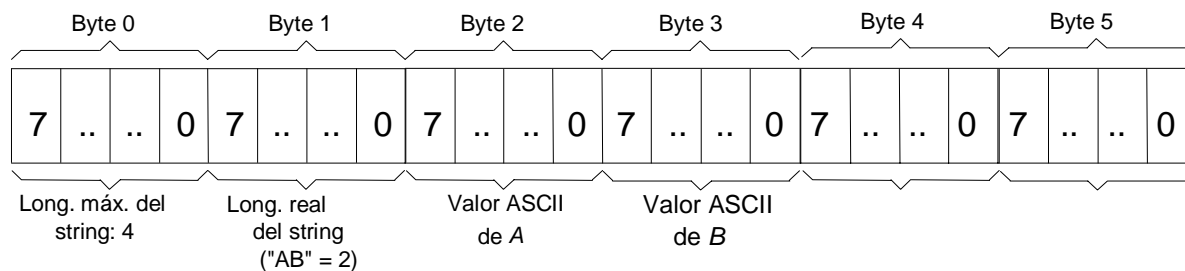 Byte 0 Byte 1 Byte 2 Byte 3 Byte 4 Byte 5
7 .. .. 0 7 .. .. 0 7 .. .. 0 7 .. .. 0 7 .. .. 0 7 .. .. 0
Long. máx. del
string: 4
Long. real
del string
("AB" = 2)
Valor ASCII
de A
Valor ASCII
de B